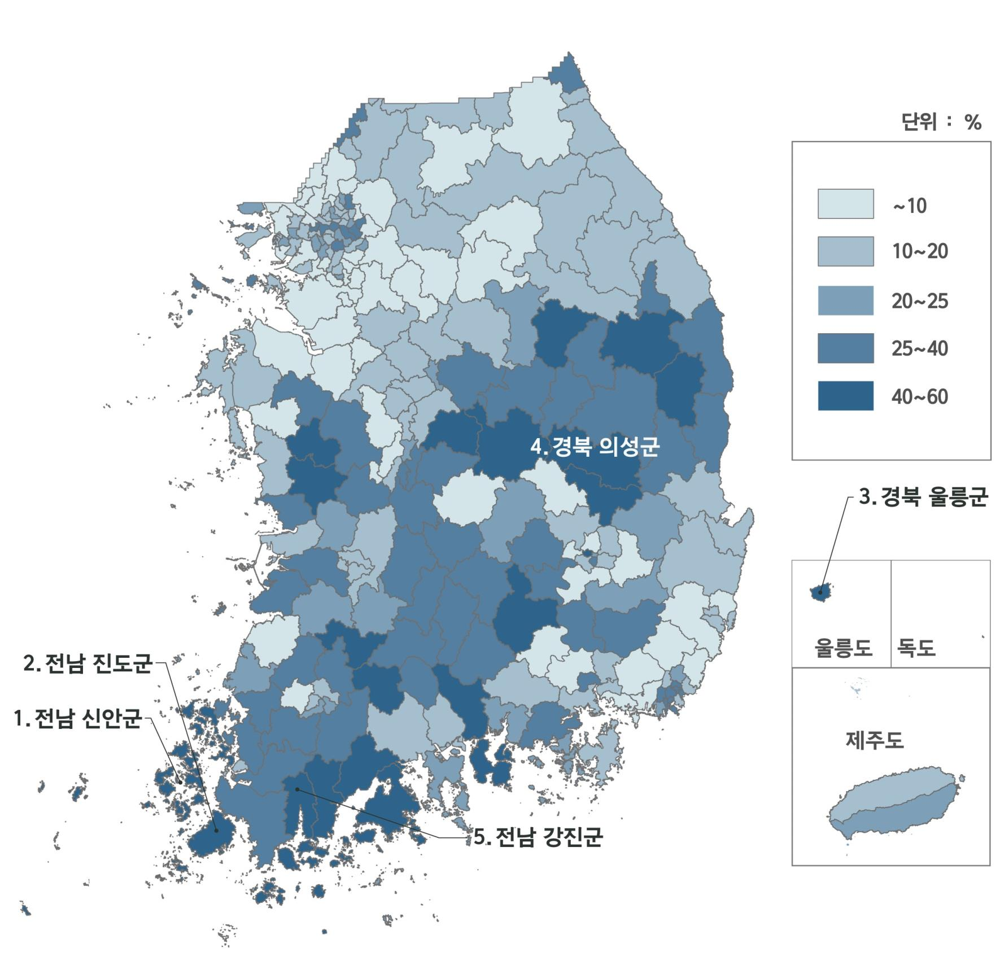 단위 : %
~10
10~20
20~25
25~40
40~60
4. 경북 의성군
3. 경북 울릉군
울릉도
독도
2. 전남 진도군
1. 전남 신안군
제주도
5. 전남 강진군